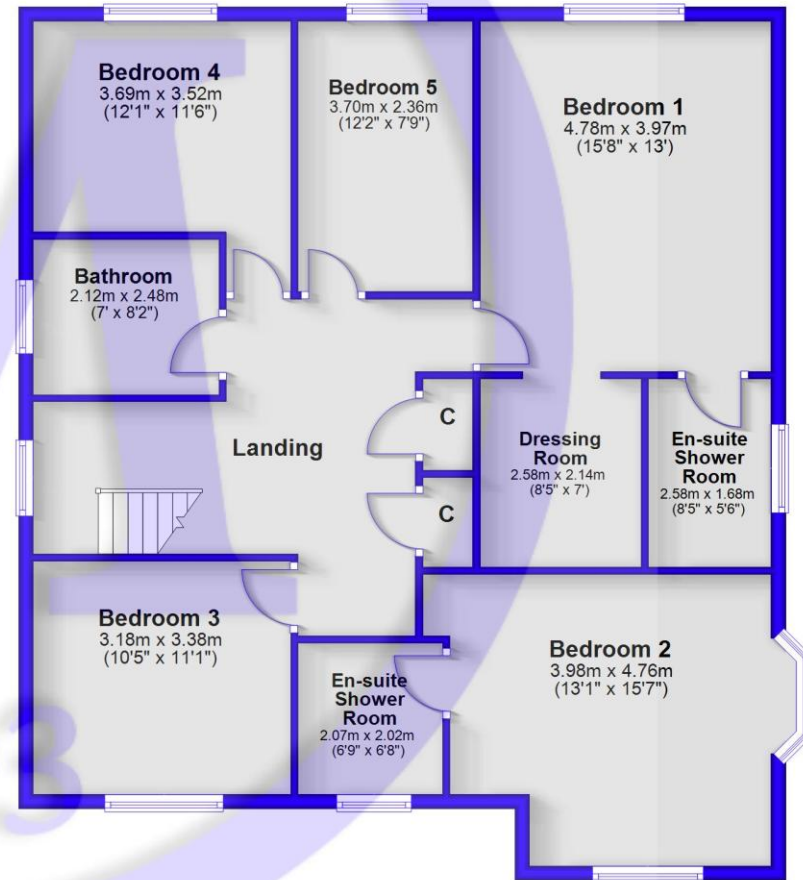 Bedroom 4
3.69m x 3.52m
(12'1" x 11'6")
Bedroom 5
3.70m x 2.36m
(12'2" x 7'9")
Bedroom 1
4.78m x 3.97m
(15'8" x 13')
Bathroom
2.12m x 2.48m
(7' x 8'2")
Landing
C
C
Dressing
Room
2.58m x 2.14m
(8'5" x 7')
En-suite
Shower
Room
2.58m x 1.68m
(8'5" x 5'6")
Bedroom 3
3.18m x 3.38m
(10'5" x 11'1")
En-suite
Shower
Room
2.07m x 2.02m
(6'9" x 6'8")
Bedroom 2
3.98m x 4.76m
(13'1" x 15'7")
3